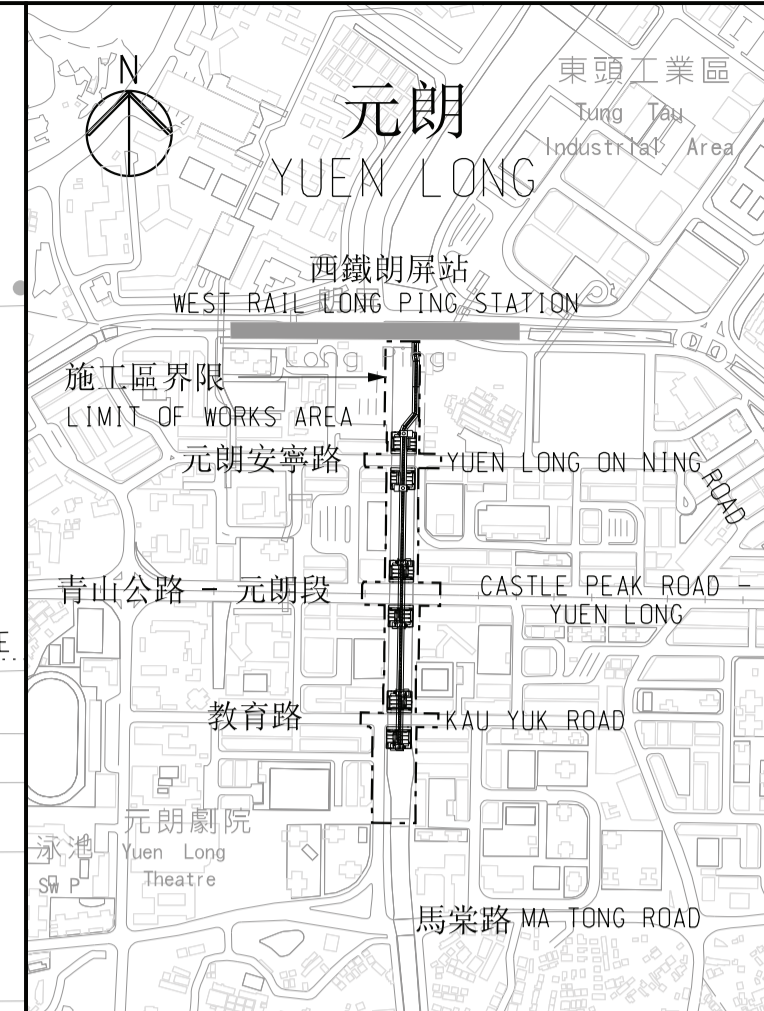 N
元朗
YUEN LONG
東頭工業區
Tung Tau
Industrial Area
西鐵朗屏站
WEST RAIL LONG PING STATION
Long Ping
施工區界限
LIMIT OF WORKS AREA
元朗安寧路
YUEN LONG ON NING ROAD
青山公路 - 元朗段
CASTLE PEAK ROAD -
YUEN LONG
E
教育路
KAU YUK ROAD
元朗劇院
Yuen Long
Theatre
泳池
SW P
馬棠路 MA TONG ROAD